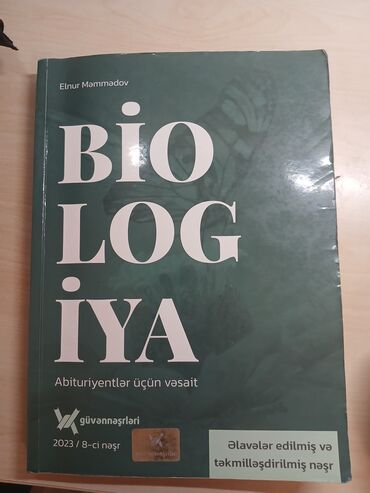 Elnur Məmmədov
BİO
LOG
İYA
Abituriyentlər üçün vəsait
güvənnəşrləri
2023 / 8-ci nəşr
Əlavələr edilmiş və
təkmilləşdirilmiş nəşr